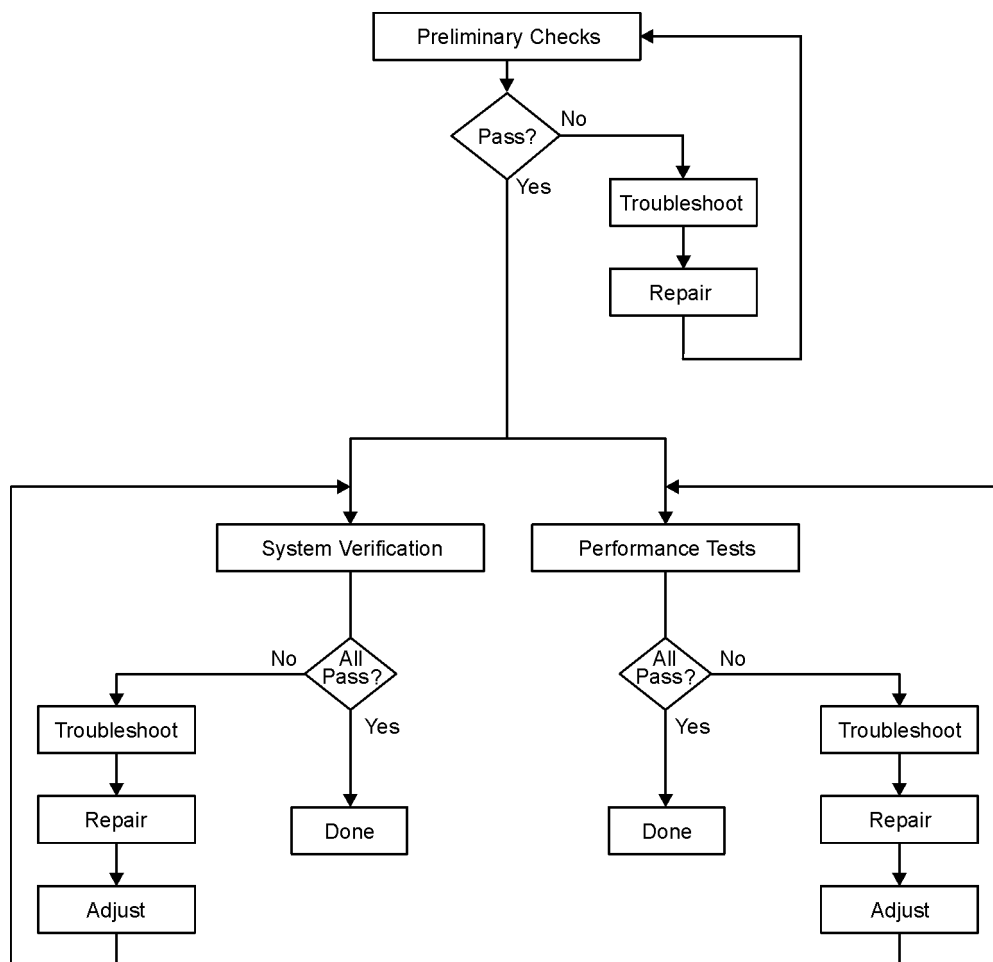 Preliminary Checks
Pass?
No
Yes
Troubleshoot
Repair
System Verification
Performance Tests
No
All
Pass?
Yes
All
Pass?
No
Yes
Troubleshoot
Repair
Adjust
Done
Done
Troubleshoot
Repair
Adjust